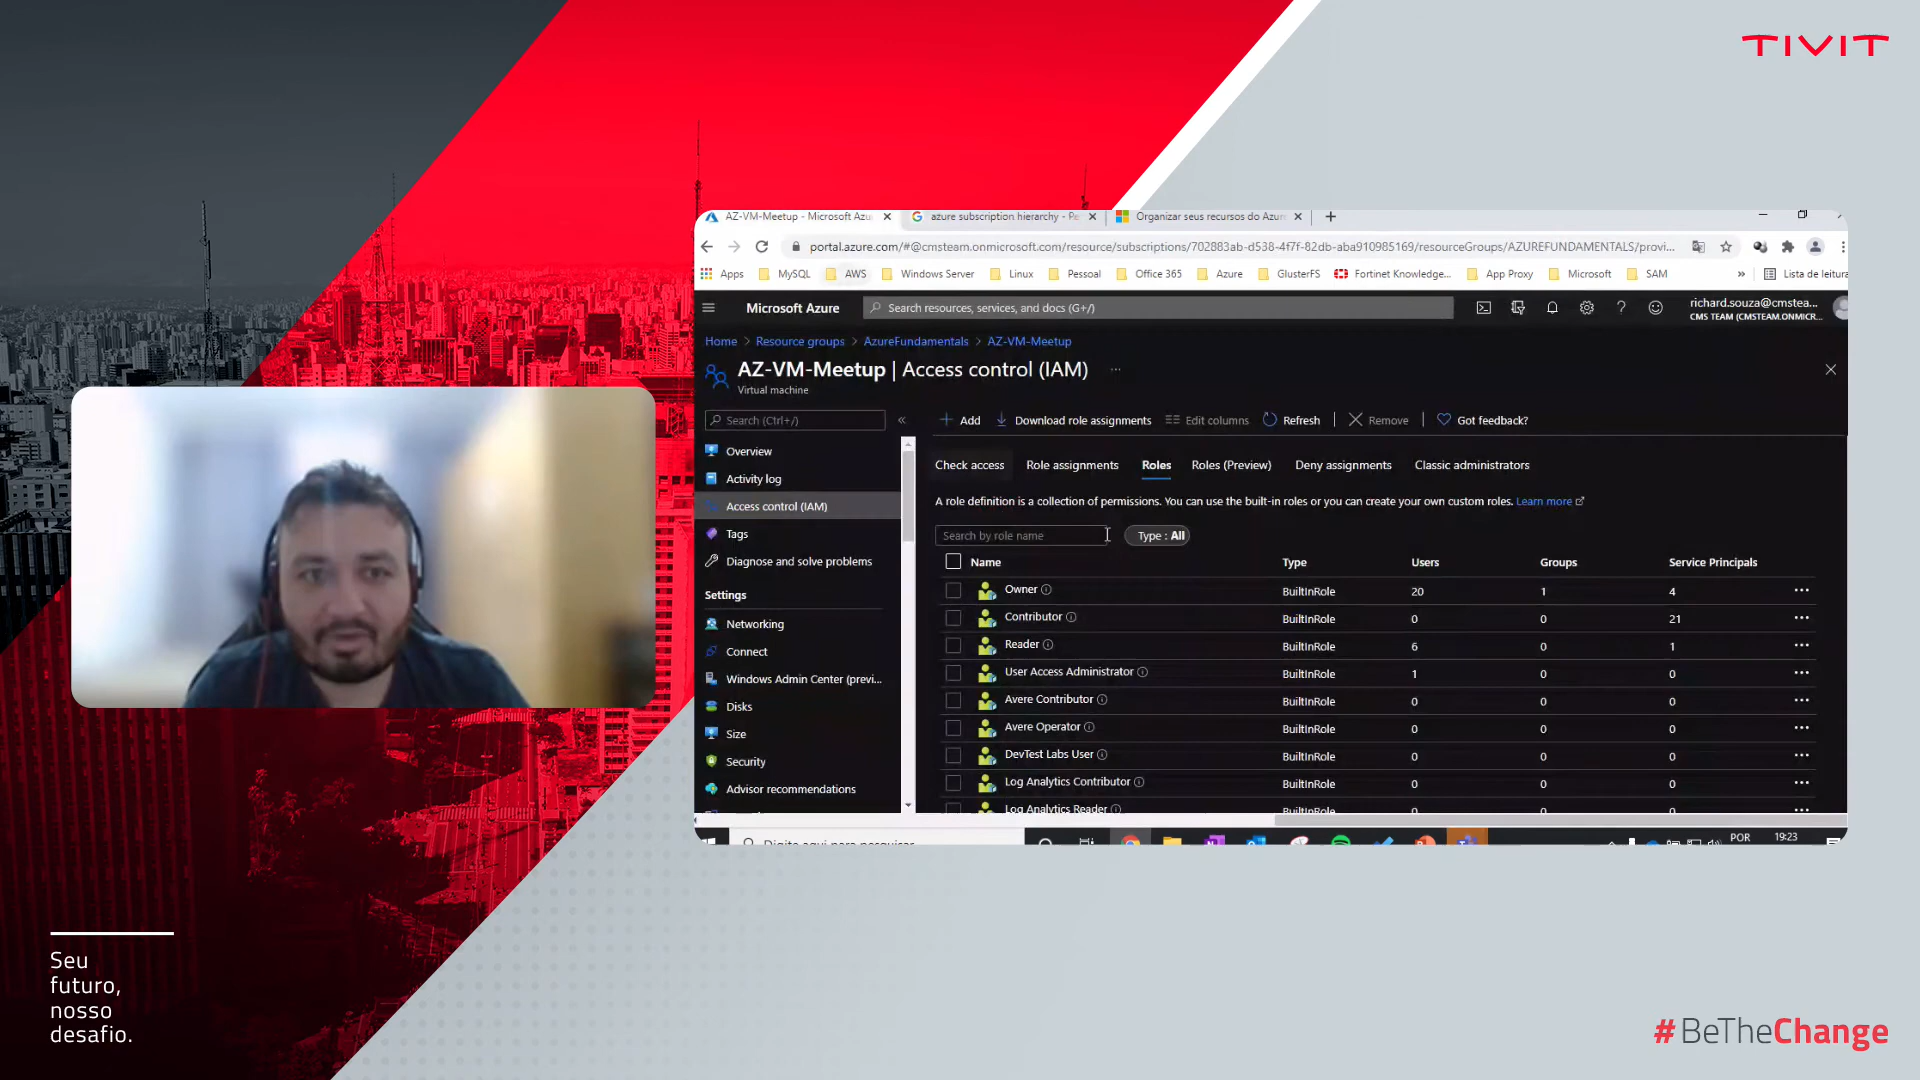 TIVIT
AZ-VM-Meetup - Microsoft Azu
azure subscription hierarchy - Pe
Organizar seus recursos do Azur
portal.azure.com/#@cmsteam.onmicrosoft.com/resource/subscriptions/702883ab-d538-4f7f-82db-aba910985169/resourceGroups/AZUREFUNDAMENTALS/provi...
Apps
MySQL
AWS
Windows Server
Linux
Pessoal
Office 365
Azure
GlusterFS
Fortinet Knowledge...
App Proxy
Microsoft
SAM
»
Lista de leitura
Microsoft Azure
Search resources, services, and docs (G+/)
richard.souza@cmstea...
CMS TEAM (CMSTEAM.ONMICR...
Home > Resource groups > AzureFundamentals > AZ-VM-Meetup
AZ-VM-Meetup | Access control (IAM) ...
Virtual machine
Search (Ctrl+/)
«
Overview
Activity log
Access control (IAM)
Tags
Diagnose and solve problems
Settings
Networking
Connect
Windows Admin Center (previ...
Disks
Size
Security
Advisor recommendations
Add
Download role assignments
Edit columns
Refresh
Remove
Got feedback?
Check access
Role assignments
Roles
Roles (Preview)
Deny assignments
Classic administrators
A role definition is a collection of permissions. You can use the built-in roles or you can create your own custom roles. Learn more
Search by role name
Type : All
Name Type Users Groups Service Principals
Owner BuiltInRole 20 1 4 ...
Contributor BuiltInRole 0 0 21 ...
Reader BuiltInRole 6 0 1 ...
User Access Administrator BuiltInRole 1 0 0 ...
Avere Contributor BuiltInRole 0 0 0 ...
Avere Operator BuiltInRole 0 0 0 ...
DevTest Labs User BuiltInRole 0 0 0 ...
Log Analytics Contributor BuiltInRole 0 0 0 ...
Log Analytics Reader BuiltInRole 0 0 0 ...
Digite aqui para pesquisar
POR
19:23
Seu
futuro,
nosso
desafio.
#BeTheChange